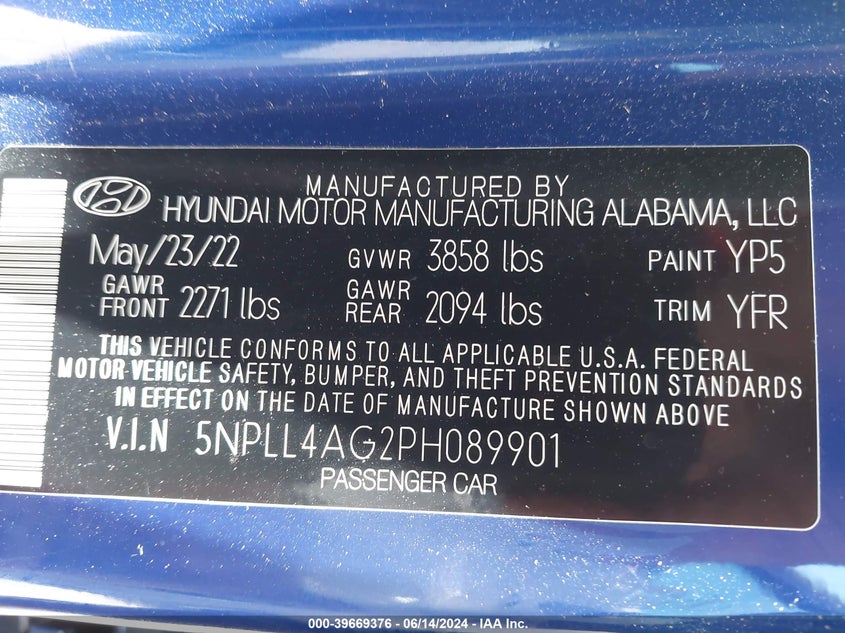 MANUFACTURED BY
HYUNDAI MOTOR MANUFACTURING ALABAMA, LLC
May/23/22 GVWR 3858 lbs PAINT YP5
GAWR FRONT 2271 lbs GAWR REAR 2094 lbs TRIM YFR
THIS VEHICLE CONFORMS TO ALL APPLICABLE U.S.A. FEDERAL
MOTOR VEHICLE SAFETY, BUMPER, AND THEFT PREVENTION STANDARDS
IN EFFECT ON THE DATE OF MANUFACTURE SHOWN ABOVE
V.I.N 5NPLL4AG2PH089901
PASSENGER CAR
000-39669376 | 06/14/2024 - IAA Inc.